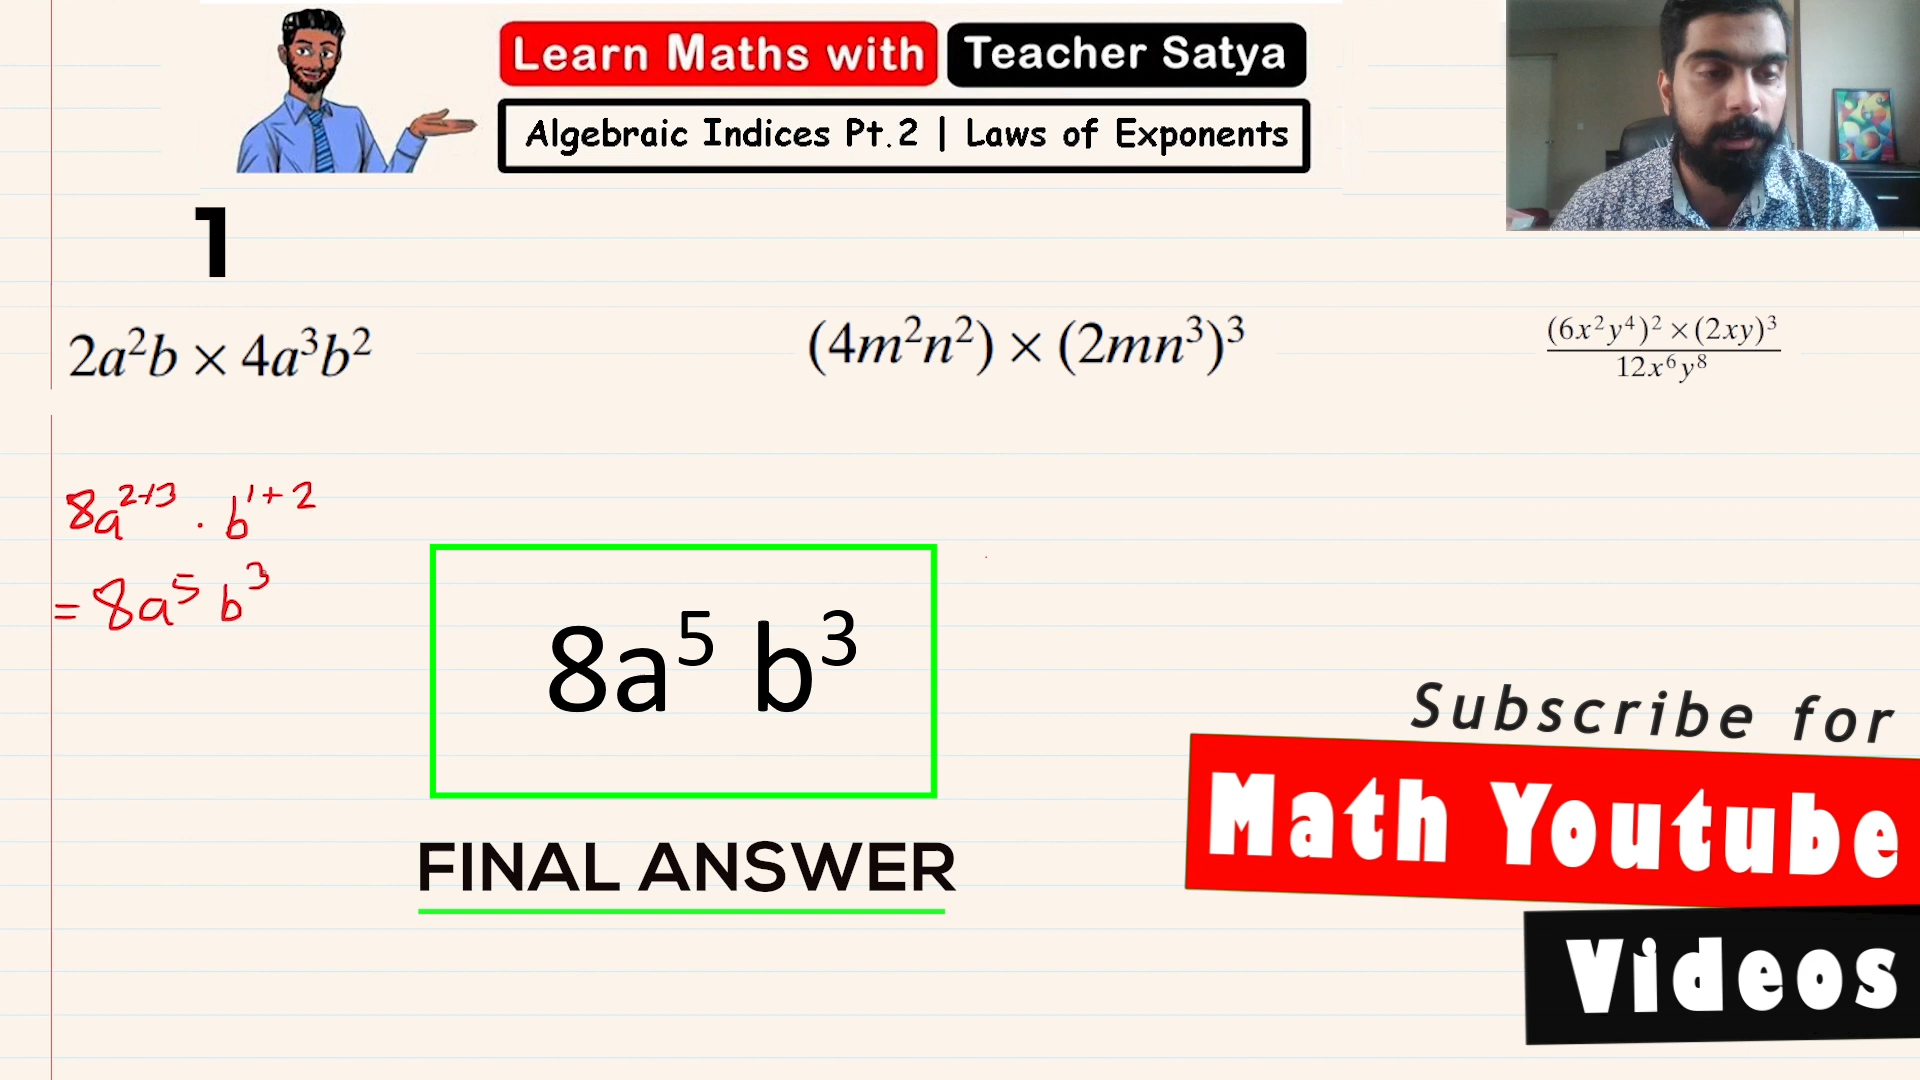 Learn Maths with Teacher Satya
Algebraic Indices Pt.2 | Laws of Exponents
1
2a²b × 4a³b²
(4m²n²) × (2mn³)³
(6x²y⁴)² × (2xy)³
12x⁶y⁸
8a²⁺³ · b¹⁺²
= 8a⁵ b³
8a⁵ b³
FINAL ANSWER
Subscribe for
Math Youtube
Videos